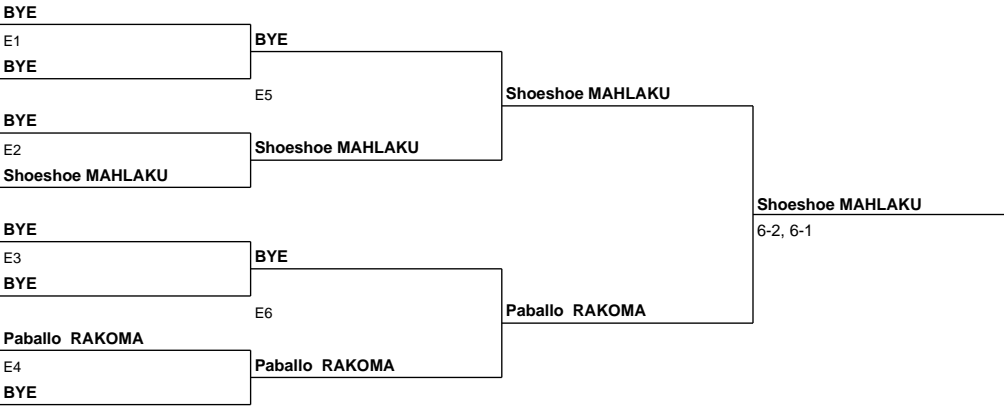 BYE
E1
BYE
BYE
E5
Shoeshoe MAHLAKU
BYE
E2
Shoeshoe MAHLAKU
Shoeshoe MAHLAKU
Shoeshoe MAHLAKU
6-2, 6-1
BYE
E3
BYE
BYE
E6
Paballo RAKOMA
Paballo RAKOMA
E4
Paballo RAKOMA
BYE